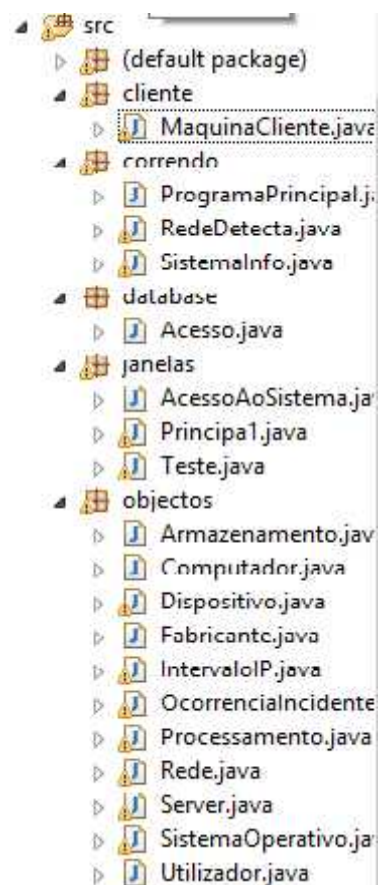 src
(default package)
cliente
MaquinaCliente.java
correndo
ProgramaPrincipal.j
RedeDetecta.java
SistemaInfo.java
database
Acesso.java
janelas
AcessoAoSistema.ja
Principa1.java
Teste.java
objectos
Armazenamento.jav
Computador.java
Dispositivo.java
Fabricante.java
IntervaloIP.java
OcorrenciaIncidente
Processamento.java
Rede.java
Server.java
SistemaOperativo.ja
Utilizador.java